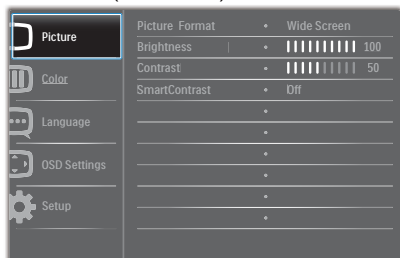 Picture
Color
Language
OSD Settings
Setup
Picture Format • Wide Screen
Brightness • 100
Contrast • 50
SmartContrast • Off
•
•
•
•
•
•